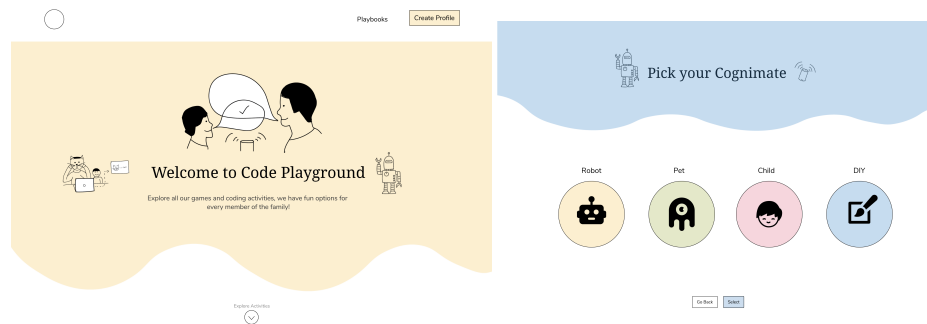 Playbooks
Create Profile
Welcome to Code Playground
Explore all our games and coding activities, we have fun options for
every member of the family!
Explore Activities
Pick your Cognimate
Robot
Pet
Child
DIY
Go Back
Select